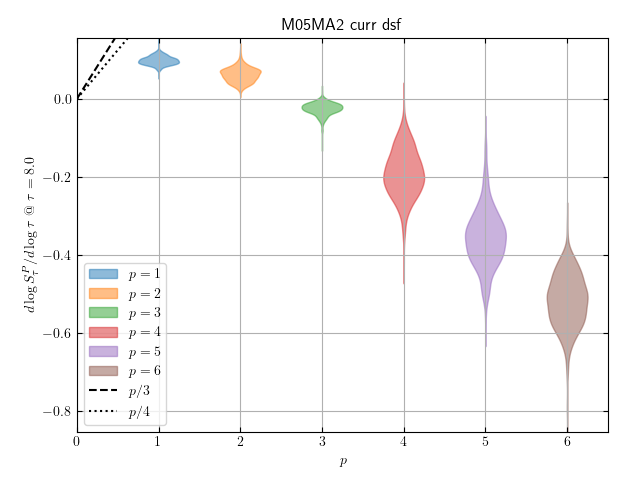 M05MA2 curr dsf
d log S_τ^P / d log τ @ τ = 8.0
0.0
−0.2
−0.4
−0.6
−0.8
p = 1
p = 2
p = 3
p = 4
p = 5
p = 6
p/3
p/4
0 1 2 3 4 5 6
p